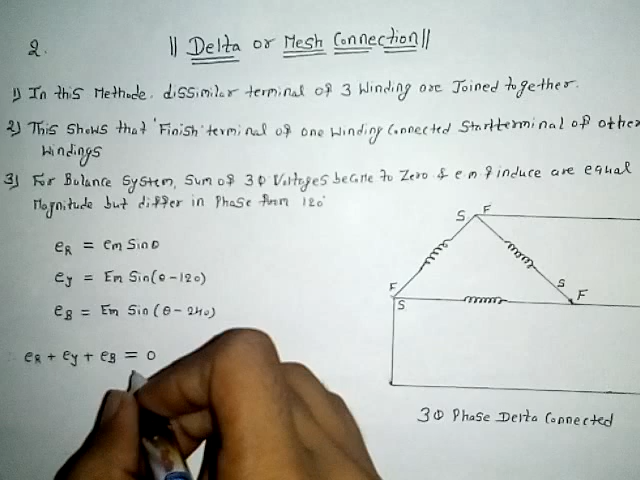 2.
|| Delta or Mesh Connection ||
1) In this Methode. dissimilar terminal of 3 Winding are Joined together.
2) This shows that 'Finish' terminal of one winding Connected Start terminal of other
Windings
3) For Balance System, Sum of 3Φ Voltages became to Zero & emf induce are equal
Magnitude but differ in Phase from 120°
eR = em Sinθ
ey = Em Sin(θ-120)
eB = Em Sin(θ-240)
eR + ey + eB = 0
S F
S
F F
S
3Φ Phase Delta Connected